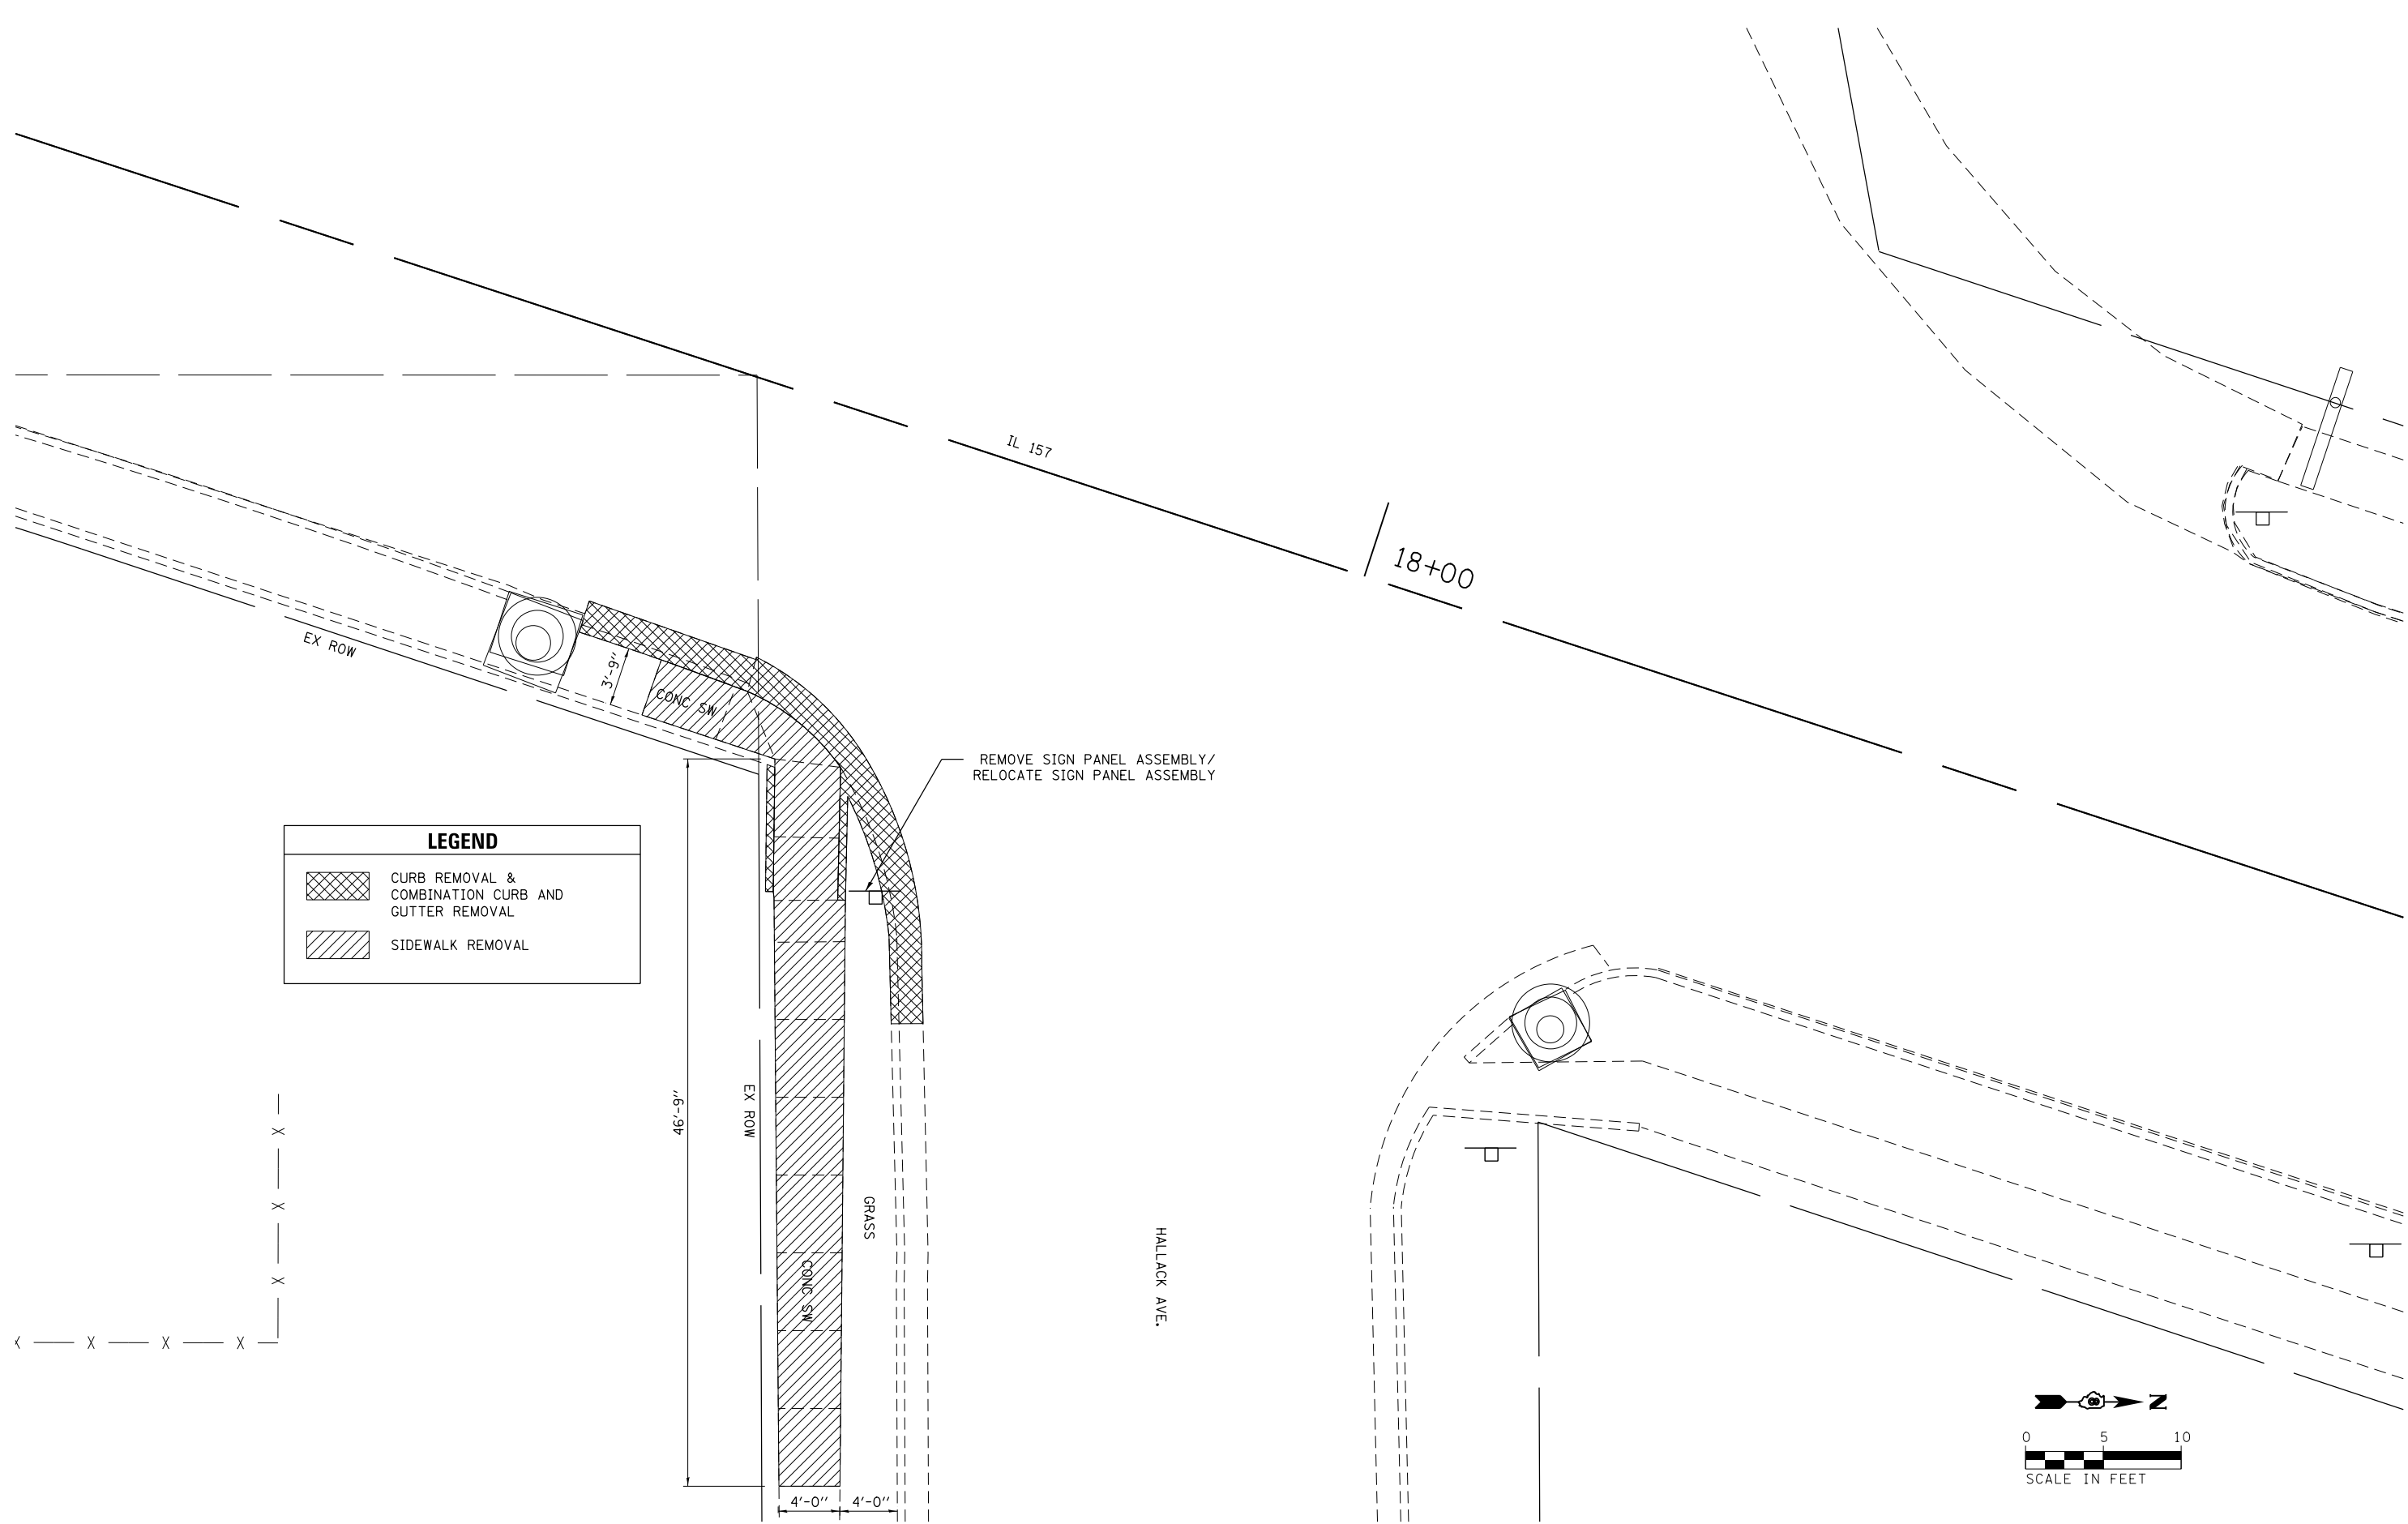 IL 157
18+00
EX ROW
3'-9"
CONC SW
REMOVE SIGN PANEL ASSEMBLY/
RELOCATE SIGN PANEL ASSEMBLY
LEGEND
CURB REMOVAL &
COMBINATION CURB AND
GUTTER REMOVAL
SIDEWALK REMOVAL
46'-9"
EX ROW
GRASS
CONC SW
HALLACK AVE.
X
X
X
X X X X
N
0 5 10
SCALE IN FEET
4'-0" 4'-0"